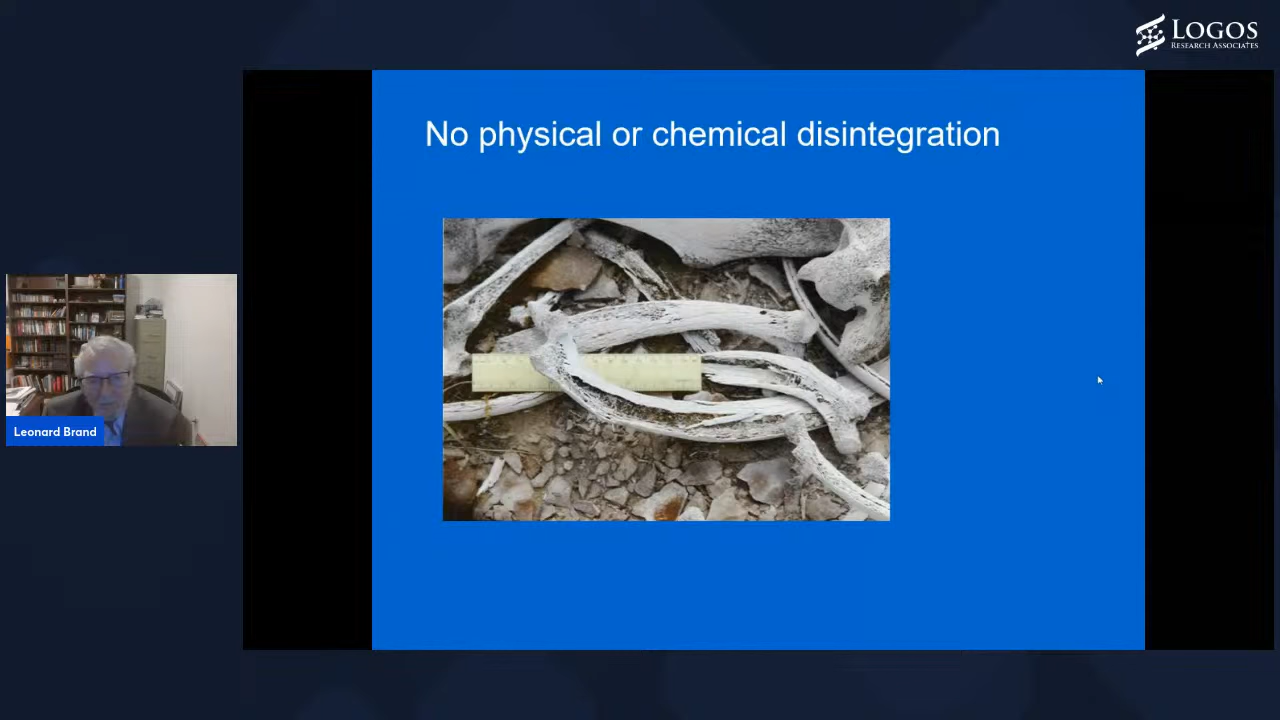 LOGOS
RESEARCH ASSOCIATES
No physical or chemical disintegration
Leonard Brand